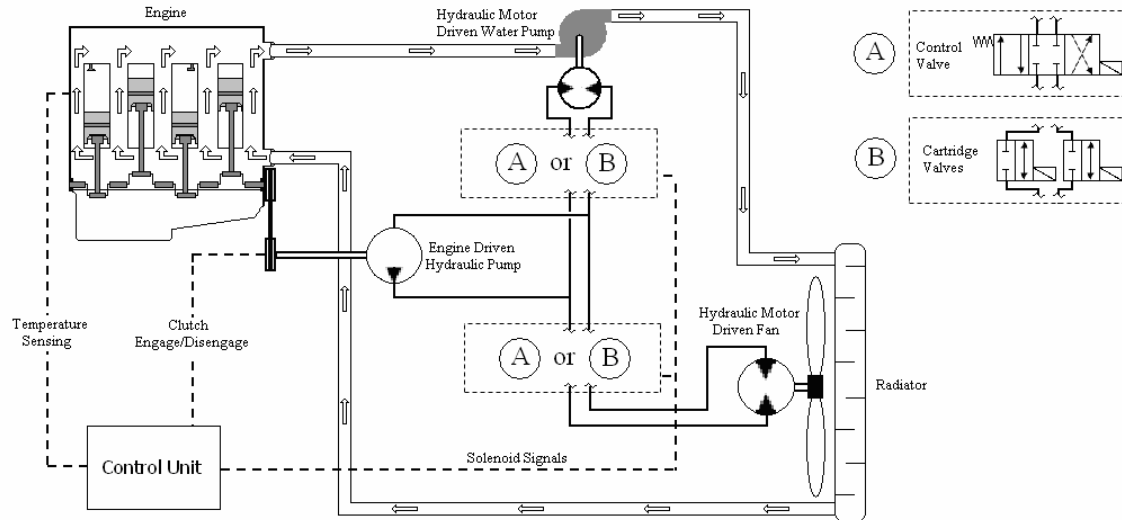 Engine
Hydraulic Motor
Driven Water Pump
A
Control
Valve
B
Cartridge
Valves
A or B
Engine Driven
Hydraulic Pump
A or B
Hydraulic Motor
Driven Fan
Radiator
Temperature
Sensing
Clutch
Engage/Disengage
Control Unit
Solenoid Signals